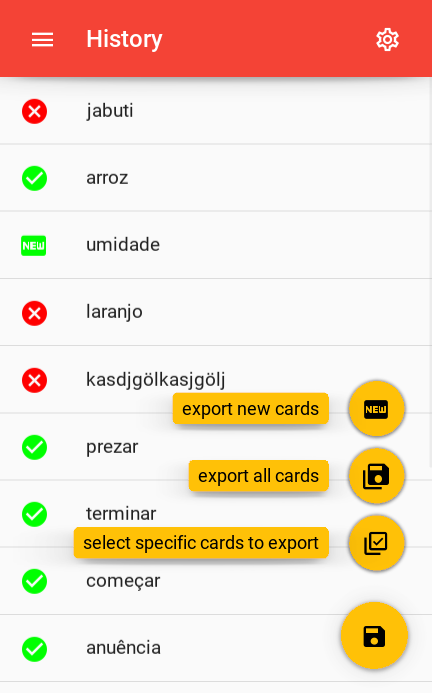 History
jabuti
arroz
NEW umidade
laranjo
kasdjgölkasjgölj
export new cards NEW
prezar
export all cards
terminar
select specific cards to export
começar
anuência